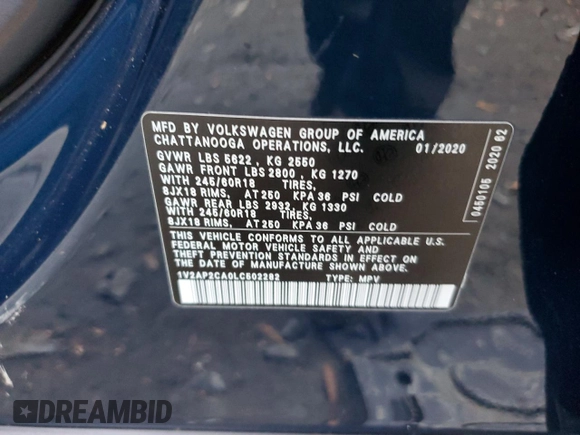 MFD BY VOLKSWAGEN GROUP OF AMERICA
CHATTANOOGA OPERATIONS, LLC. 01/2020
GVWR LBS 5622 , KG 2550
GAWR FRONT LBS 2800 , KG 1270
WITH 245/60R18 TIRES,
8JX18 RIMS, AT 250 KPA 36 PSI COLD
GAWR REAR LBS 2932, KG 1330
WITH 245/60R18 TIRES,
8JX18 RIMS, AT 250 KPA 36 PSI COLD
THIS VEHICLE CONFORMS TO ALL APPLICABLE U.S.
FEDERAL MOTOR VEHICLE SAFETY AND
THEFT PREVENTION STANDARDS IN EFFECT ON
THE DATE OF MANUFACTURE SHOWN ABOVE.
1V2AP2CA0LC602282 TYPE: MPV
0450105 2020 62
DREAMBID